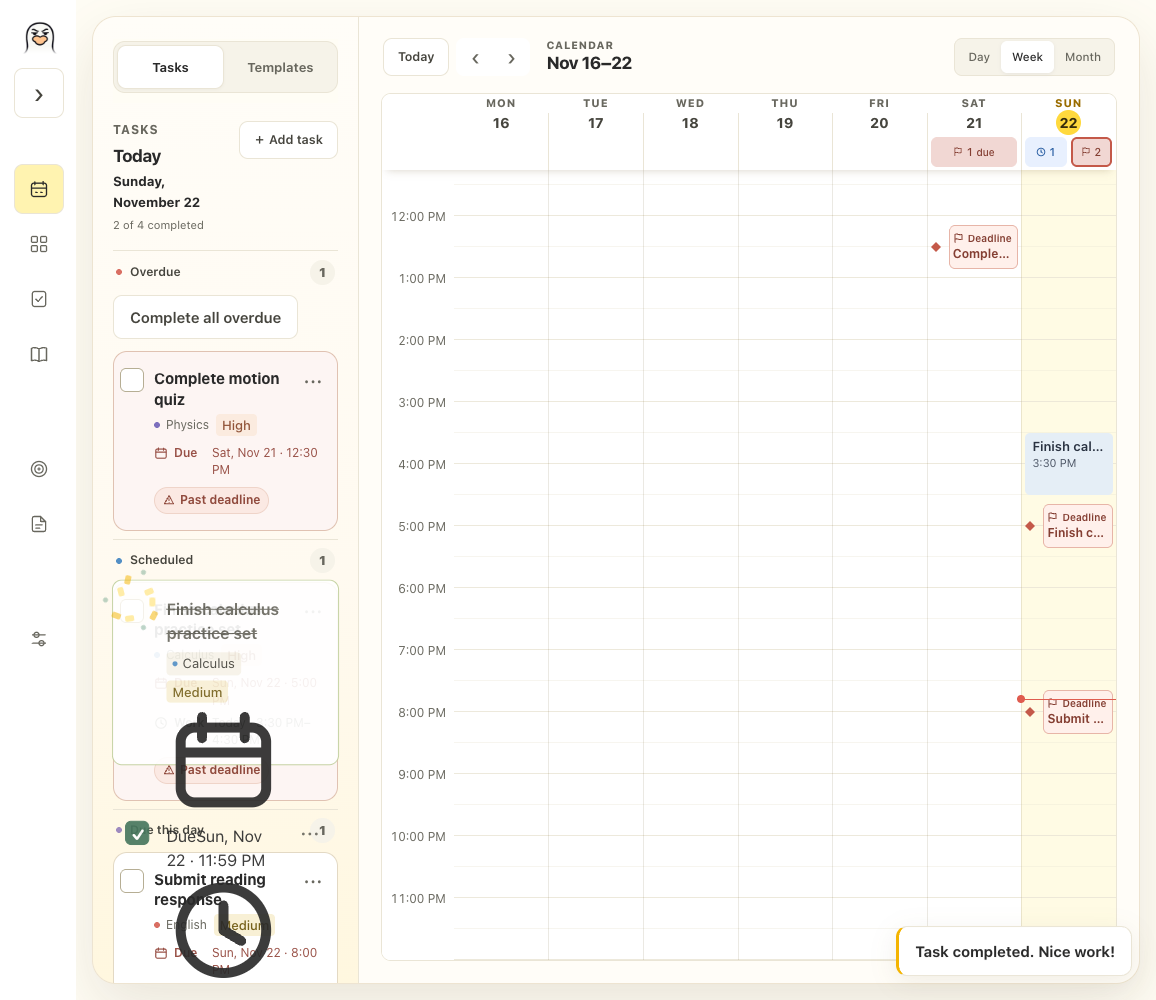 Tasks
Templates
TASKS
+ Add task
Today
Sunday,
November 22
2 of 4 completed
Overdue
1
Complete all overdue
Complete motion
quiz
Physics
High
Due
Sat, Nov 21 · 12:30
PM
Past deadline
Scheduled
1
Finish calculus
practice set
Calculus
Medium
Past deadline
this day
1
DueSun, Nov
22 · 11:59 PM
Submit reading
response
English
Medium
Due
Sun, Nov 22 · 8:00
PM
Today
CALENDAR
Nov 16–22
Day
Week
Month
MON
16
TUE
17
WED
18
THU
19
FRI
20
SAT
21
SUN
22
1 due
1
2
12:00 PM
1:00 PM
2:00 PM
3:00 PM
4:00 PM
5:00 PM
6:00 PM
7:00 PM
8:00 PM
9:00 PM
10:00 PM
11:00 PM
Deadline
Comple...
Finish cal...
3:30 PM
Deadline
Finish c...
Deadline
Submit ...
Task completed. Nice work!